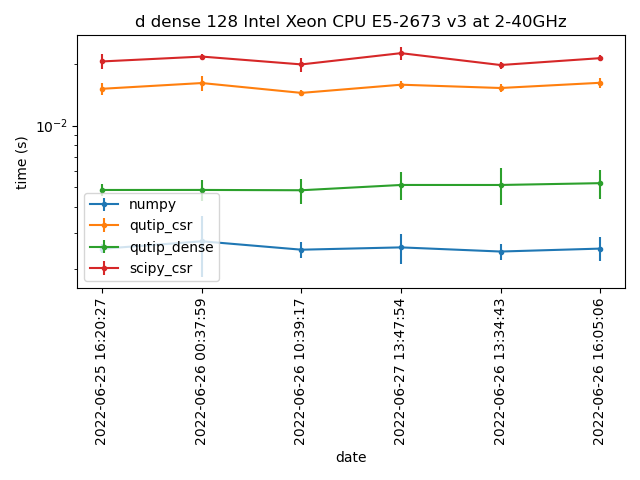 d dense 128 Intel Xeon CPU E5-2673 v3 at 2-40GHz
time (s)
10⁻²
numpy
qutip_csr
qutip_dense
scipy_csr
2022-06-25 16:20:27
2022-06-26 00:37:59
2022-06-26 10:39:17
2022-06-27 13:47:54
2022-06-26 13:34:43
2022-06-26 16:05:06
date